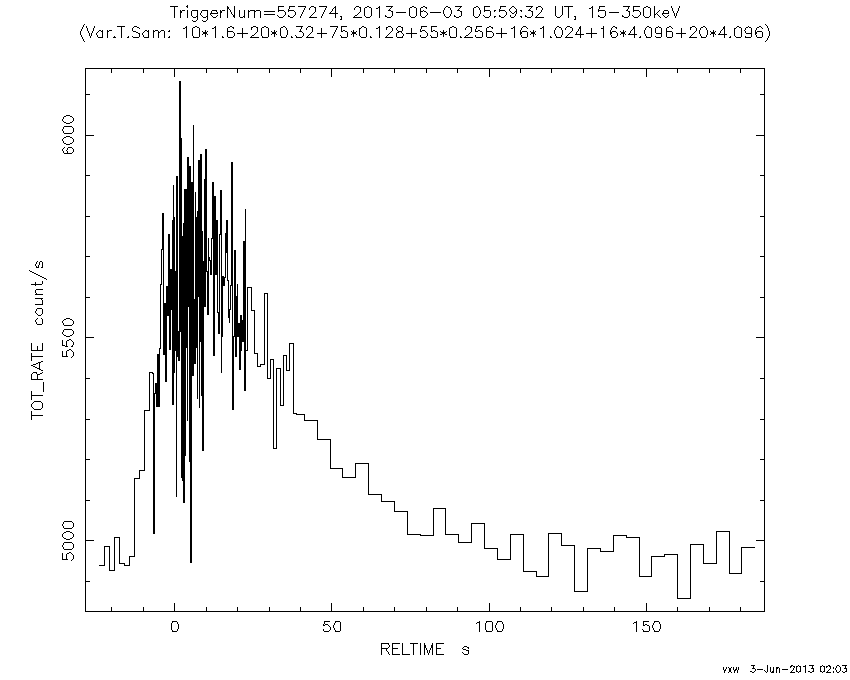 TriggerNum=557274, 2013-06-03 05:59:32 UT, 15-350keV
(Var.T.Sam: 10*1.6+20*0.32+75*0.128+55*0.256+16*1.024+16*4.096+20*4.096)
6000
5500
5000
TOT_RATE count/s
0 50 100 150
RELTIME s
vxw 3-Jun-2013 02:03